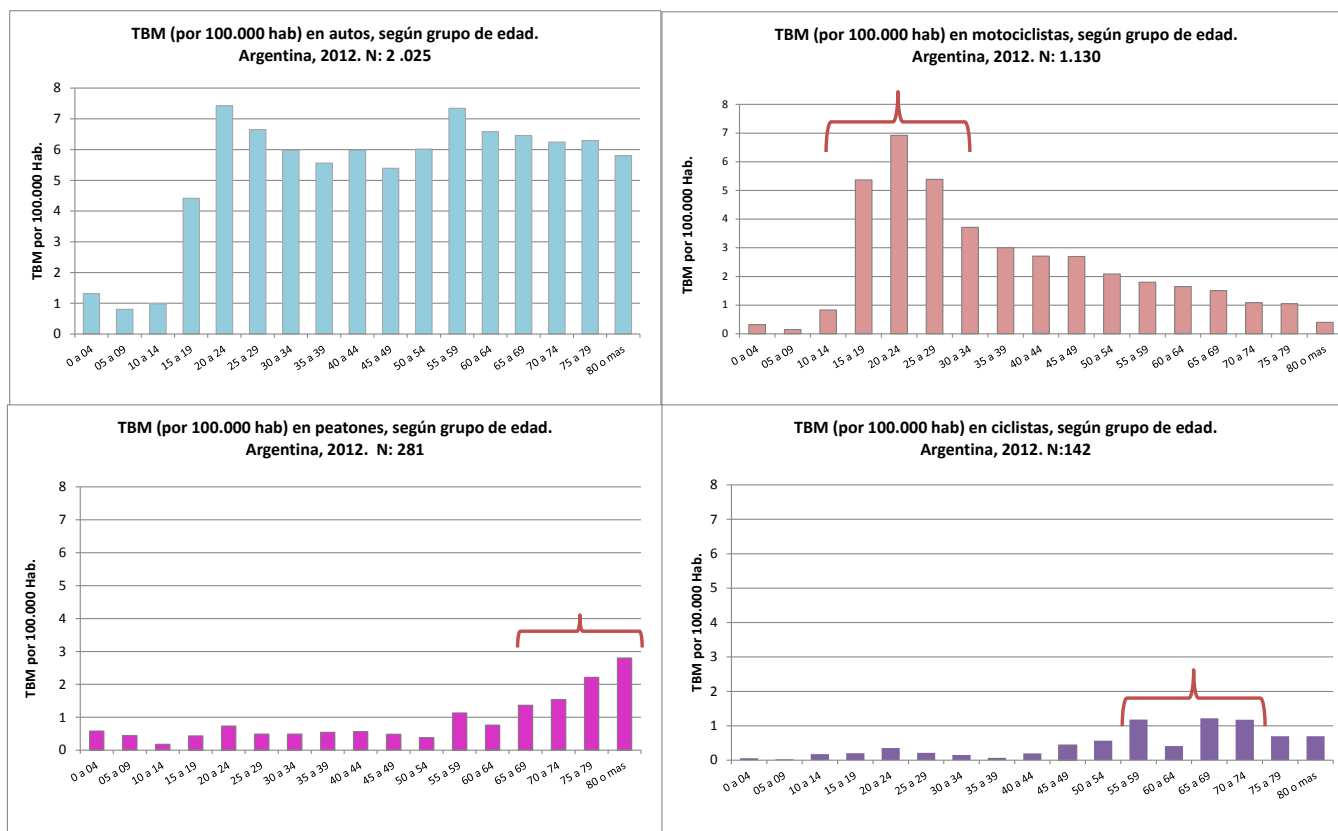 TBM (por 100.000 hab) en autos, según grupo de edad.
Argentina, 2012. N: 2 .025
TBM por 100.000 Hab.
8
7
6
5
4
3
2
1
0
0 a 04
05 a 09
10 a 14
15 a 19
20 a 24
25 a 29
30 a 34
35 a 39
40 a 44
45 a 49
50 a 54
55 a 59
60 a 64
65 a 69
70 a 74
75 a 79
80 o mas
TBM (por 100.000 hab) en motociclistas, según grupo de edad.
Argentina, 2012. N: 1.130
TBM por 100.000 Hab.
8
7
6
5
4
3
2
1
0
0 a 04
05 a 09
10 a 14
15 a 19
20 a 24
25 a 29
30 a 34
35 a 39
40 a 44
45 a 49
50 a 54
55 a 59
60 a 64
65 a 69
70 a 74
75 a 79
80 o mas
TBM (por 100.000 hab) en peatones, según grupo de edad.
Argentina, 2012. N: 281
TBM por 100.000 Hab.
8
7
6
5
4
3
2
1
0
0 a 04
05 a 09
10 a 14
15 a 19
20 a 24
25 a 29
30 a 34
35 a 39
40 a 44
45 a 49
50 a 54
55 a 59
60 a 64
65 a 69
70 a 74
75 a 79
80 o mas
TBM (por 100.000 hab) en ciclistas, según grupo de edad.
Argentina, 2012. N:142
TBM por 100.000 Hab.
8
7
6
5
4
3
2
1
0
0 a 04
05 a 09
10 a 14
15 a 19
20 a 24
25 a 29
30 a 34
35 a 39
40 a 44
45 a 49
50 a 54
55 a 59
60 a 64
65 a 69
70 a 74
75 a 79
80 o mas